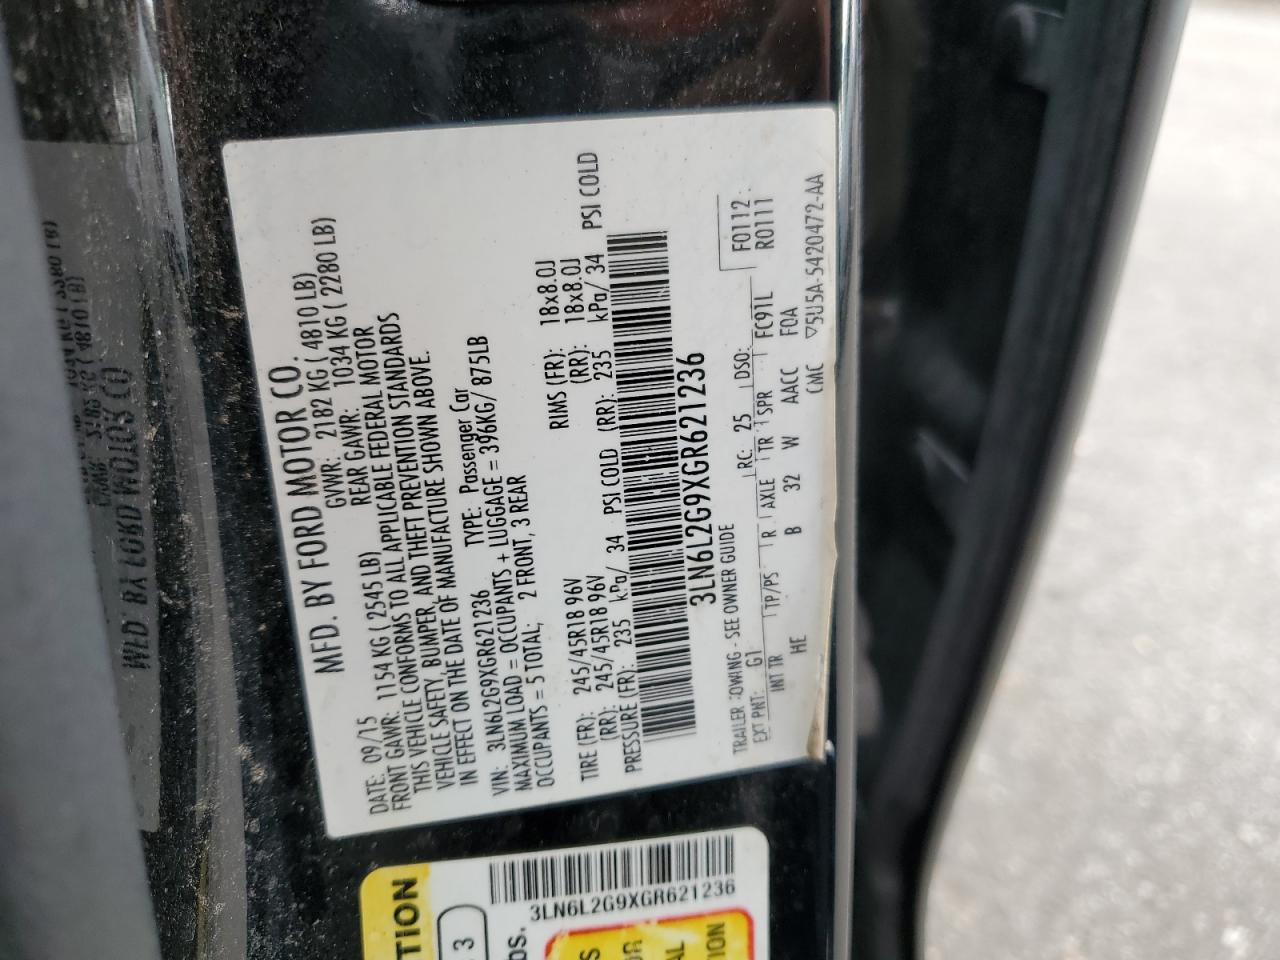 MFD. BY FORD MOTOR CO.
DATE: 09/15 GVWR: 2182 KG ( 4810 LB)
FRONT GAWR: 1154 KG ( 2545 LB) REAR GAWR: 1034 KG ( 2280 LB)
THIS VEHICLE CONFORMS TO ALL APPLICABLE FEDERAL MOTOR
VEHICLE SAFETY, BUMPER, AND THEFT PREVENTION STANDARDS
IN EFFECT ON THE DATE OF MANUFACTURE SHOWN ABOVE.
VIN: 3LN6L2G9XGR621236 TYPE: Passenger Car
MAXIMUM LOAD = OCCUPANTS + LUGGAGE = 396KG/ 875LB
OCCUPANTS = 5 TOTAL, 2 FRONT, 3 REAR
TIRE (FR): 245/45R18 96V RIMS (FR): 18x8.0J
(RR): 245/45R18 96V (RR): 18x8.0J
PRESSURE (FR): 235 kPa/ 34 PSI COLD (RR): 235 kPa/ 34 PSI COLD
3LN6L2G9XGR621236
TRAILER TOWING - SEE OWNER GUIDE F0112
EXT PNT: G1 RC: 25 DSO: FC91L R0111
INT TR TP/PS R AXLE TR SPR
HE B 32 W AACC F0A
CMC ▽5U5A-5420472-AA
3LN6L2G9XGR621236
TION
3